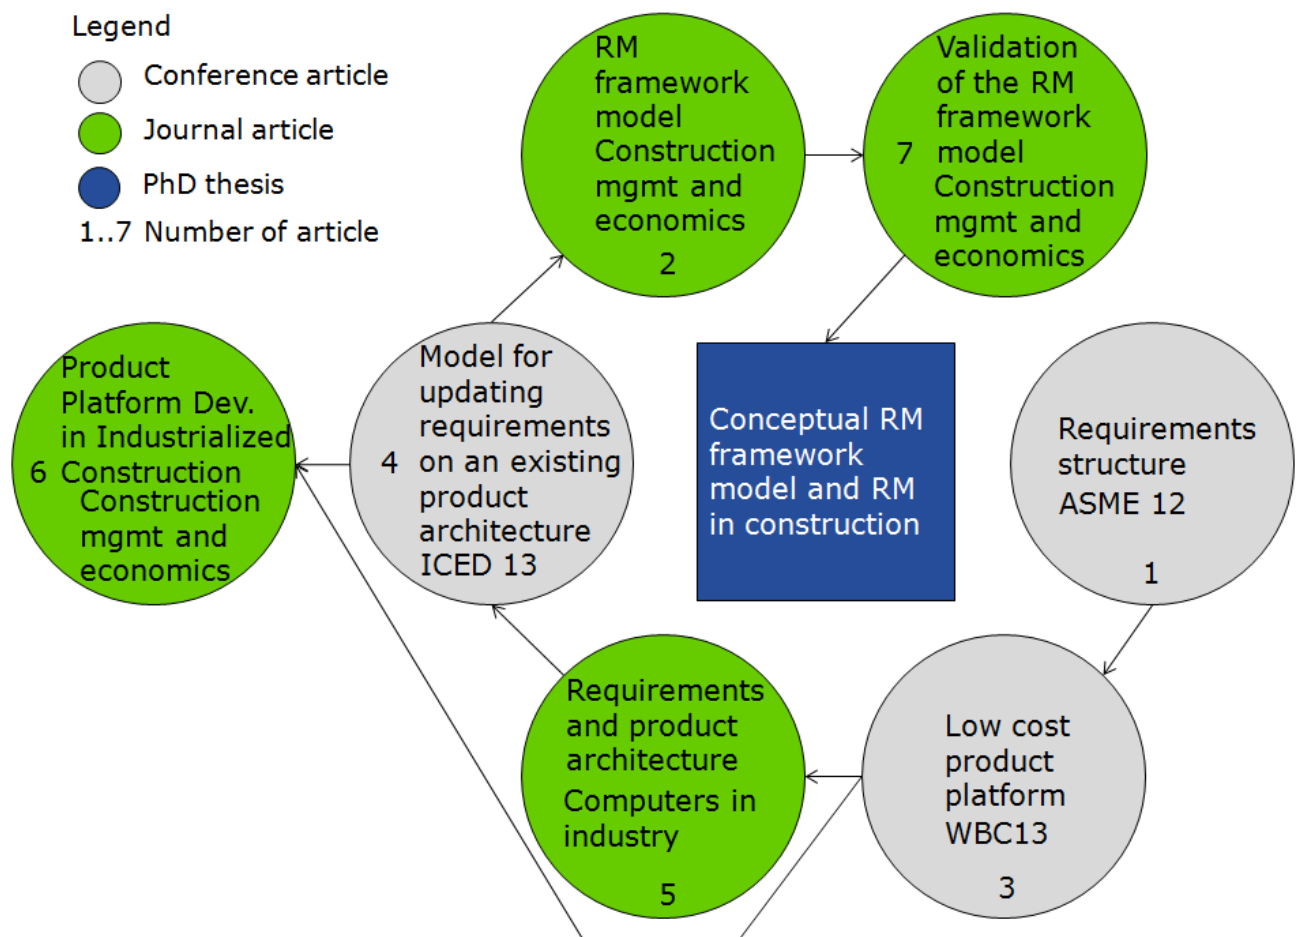 Legend
Conference article
Journal article
PhD thesis
1..7 Number of article
RM
framework
model
Construction
mgmt and
economics
2
Validation
of the RM
framework
7 model
Construction
mgmt and
economics
Product
Platform Dev.
in Industrialized
6 Construction
Construction
mgmt and
economics
Model for
updating
requirements
4 on an existing
product
architecture
ICED 13
Conceptual RM
framework
model and RM
in construction
Requirements
structure
ASME 12
1
Requirements
and product
architecture
Computers in
industry
5
Low cost
product
platform
WBC13
3